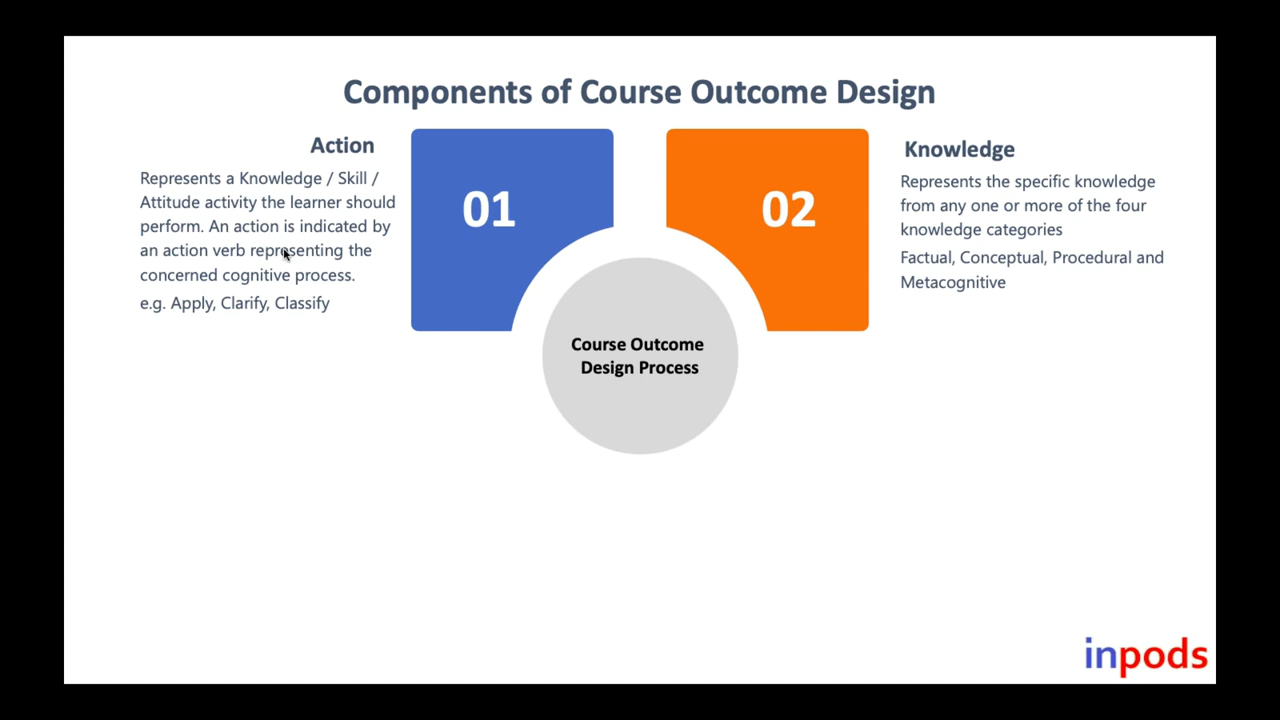 Components of Course Outcome Design
Action
Represents a Knowledge / Skill /
Attitude activity the learner should
perform. An action is indicated by
an action verb representing the
concerned cognitive process.
e.g. Apply, Clarify, Classify
01
02
Knowledge
Represents the specific knowledge
from any one or more of the four
knowledge categories
Factual, Conceptual, Procedural and
Metacognitive
Course Outcome
Design Process
inpods